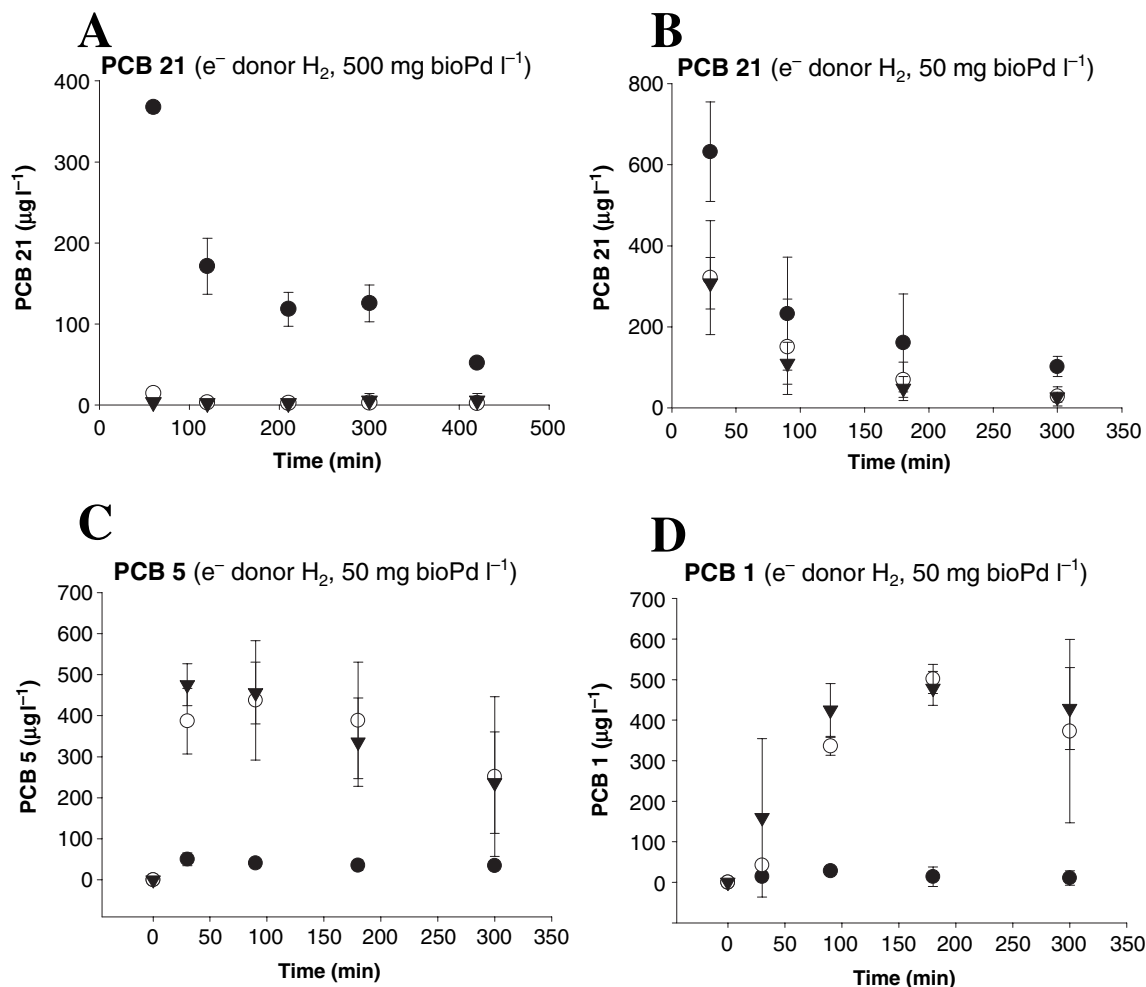 A
PCB 21 (e⁻ donor H₂, 500 mg bioPd l⁻¹)
400
300
200
100
0
PCB 21 (µg l⁻¹)
0 100 200 300 400 500
Time (min)
B
PCB 21 (e⁻ donor H₂, 50 mg bioPd l⁻¹)
800
600
400
200
0
PCB 21 (µg l⁻¹)
0 50 100 150 200 250 300 350
Time (min)
C
PCB 5 (e⁻ donor H₂, 50 mg bioPd l⁻¹)
700
600
500
400
300
200
100
0
PCB 5 (µg l⁻¹)
0 50 100 150 200 250 300 350
Time (min)
D
PCB 1 (e⁻ donor H₂, 50 mg bioPd l⁻¹)
700
600
500
400
300
200
100
0
PCB 1 (µg l⁻¹)
0 50 100 150 200 250 300 350
Time (min)